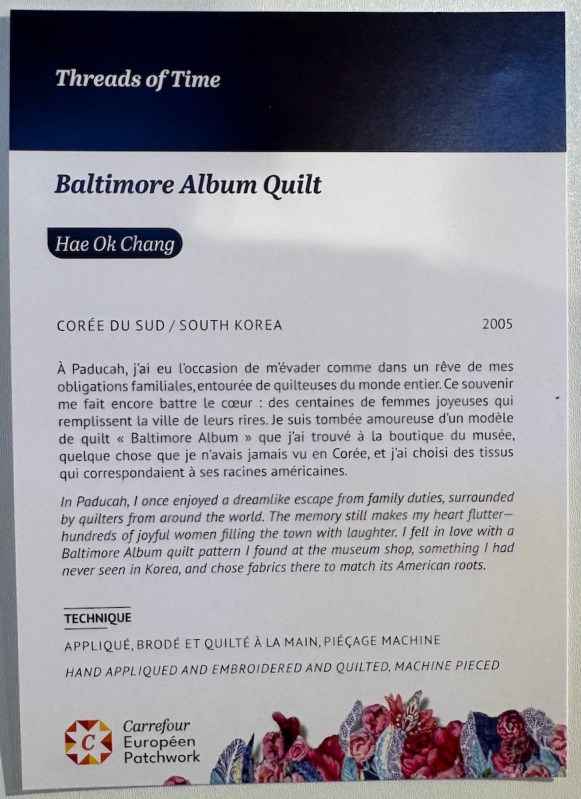 Threads of Time
Baltimore Album Quilt
Hae Ok Chang
CORÉE DU SUD / SOUTH KOREA 2005
À Paducah, j'ai eu l'occasion de m'évader comme dans un rêve de mes
obligations familiales, entourée de quilteuses du monde entier. Ce souvenir
me fait encore battre le cœur : des centaines de femmes joyeuses qui
remplissent la ville de leurs rires. Je suis tombée amoureuse d'un modèle
de quilt « Baltimore Album » que j'ai trouvé à la boutique du musée,
quelque chose que je n'avais jamais vu en Corée, et j'ai choisi des tissus
qui correspondaient à ses racines américaines.
In Paducah, I once enjoyed a dreamlike escape from family duties, surrounded
by quilters from around the world. The memory still makes my heart flutter—
hundreds of joyful women filling the town with laughter. I fell in love with a
Baltimore Album quilt pattern I found at the museum shop, something I had
never seen in Korea, and chose fabrics there to match its American roots.
TECHNIQUE
APPLIQUÉ, BRODÉ ET QUILTÉ À LA MAIN, PIÉÇAGE MACHINE
HAND APPLIQUED AND EMBROIDERED AND QUILTED, MACHINE PIECED
C
Carrefour
Européen
Patchwork